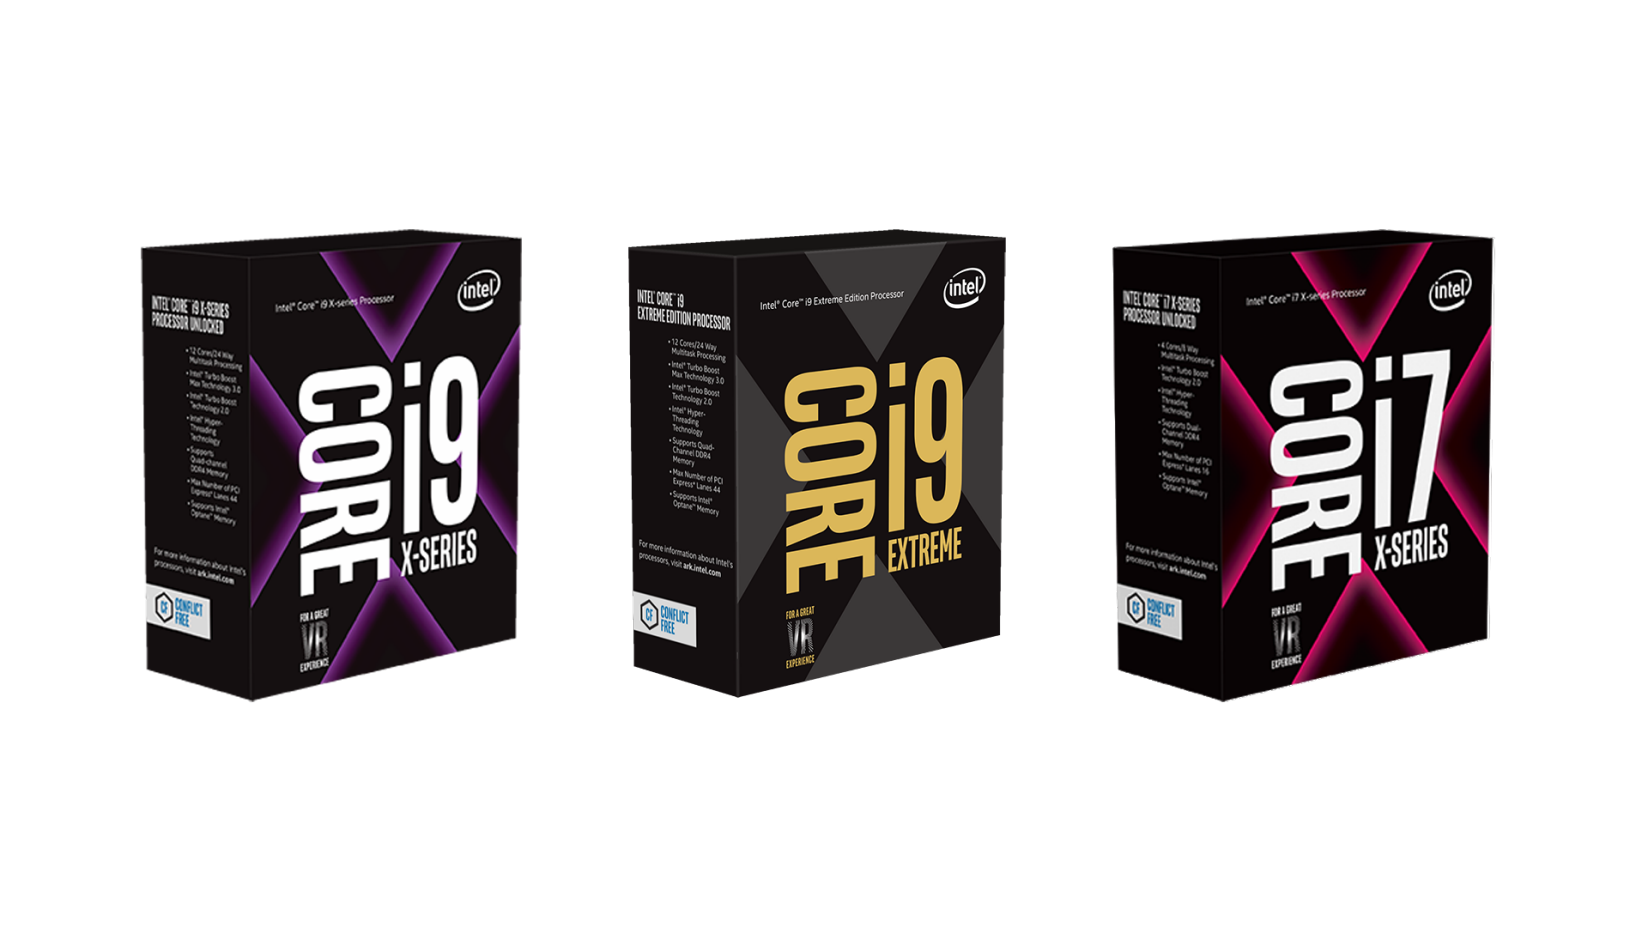 INTEL® CORE™ i9 X-SERIES
PROCESSOR UNLOCKED
• 12 Cores/24 Way
Multitask Processing
• Intel® Turbo Boost
Max Technology 3.0
• Intel® Turbo Boost
Technology 2.0
• Intel® Hyper-
Threading
Technology
• Supports
Quad-channel
DDR4 Memory
• Max Number of PCI
Express® Lanes 44
• Supports Intel®
Optane™ Memory
For more information about Intel's
processors, visit ark.intel.com
CF CONFLICT
FREE
Intel® Core™ i9 X-series Processor
intel®
CORE i9
X-SERIES
FOR A GREAT
VR
EXPERIENCE
INTEL® CORE™ i9
EXTREME EDITION PROCESSOR
• 12 Cores/24 Way
Multitask Processing
• Intel® Turbo Boost
Max Technology 3.0
• Intel® Turbo Boost
Technology 2.0
• Intel® Hyper-
Threading
Technology
• Supports Quad-
Channel DDR4
Memory
• Max Number of PCI
Express® Lanes 44
• Supports Intel®
Optane™ Memory
For more information about Intel's
processors, visit ark.intel.com
CF CONFLICT
FREE
Intel® Core™ i9 Extreme Edition Processor
intel®
CORE i9
EXTREME
FOR A GREAT
VR
EXPERIENCE
INTEL® CORE™ i7 X-SERIES
PROCESSOR UNLOCKED
• 4 Cores/8 Way
Multitask Processing
• Intel® Turbo Boost
Technology 2.0
• Intel® Hyper-
Threading
Technology
• Supports Dual-
Channel DDR4
Memory
• Max Number of PCI
Express® Lanes 16
• Supports Intel®
Optane™ Memory
For more information about Intel's
processors, visit ark.intel.com
CF CONFLICT
FREE
Intel® Core™ i7 X-series Processor
intel®
CORE i7
X-SERIES
FOR A GREAT
VR
EXPERIENCE